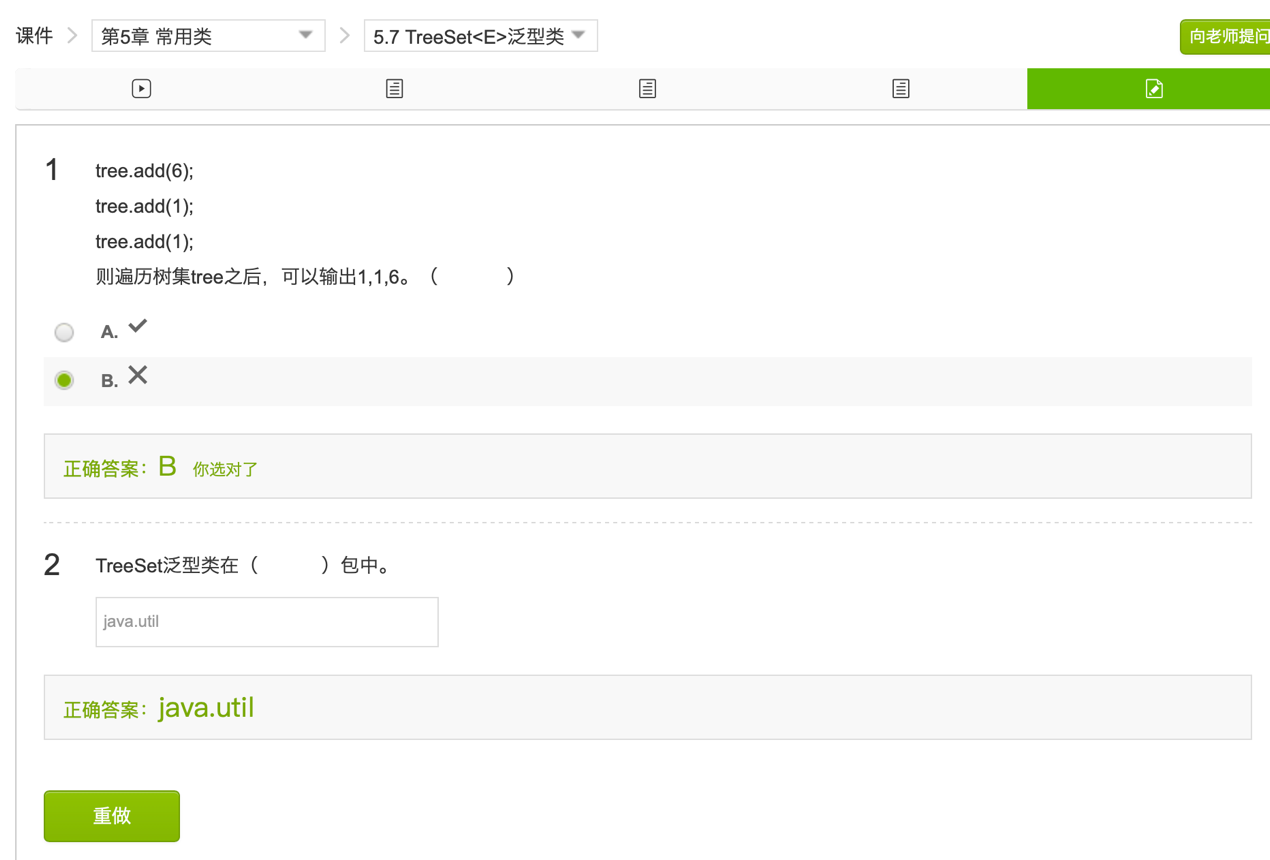 课件 第5章 常用类 5.7 TreeSet<E>泛型类 向老师提问
1 tree.add(6);
tree.add(1);
tree.add(1);
则遍历树集tree之后，可以输出1,1,6。（ ）
A. ✓
B. ✕
正确答案：B 你选对了
2 TreeSet泛型类在（ ）包中。
java.util
正确答案：java.util
重做